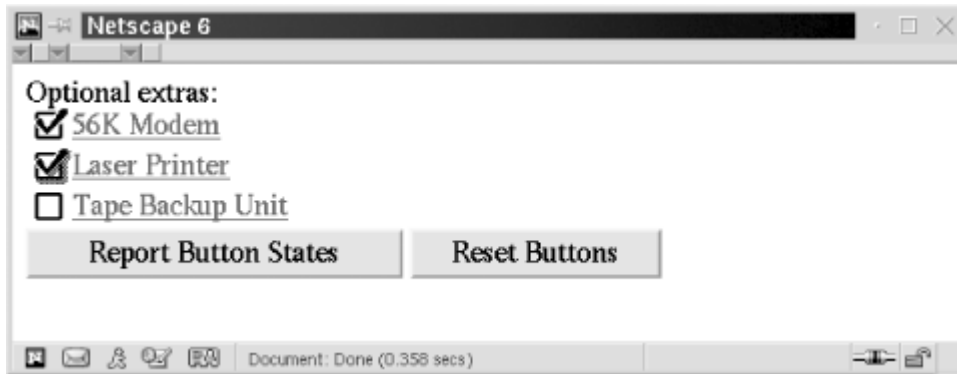 Netscape 6
Optional extras:
56K Modem
Laser Printer
Tape Backup Unit
Report Button States
Reset Buttons
Document: Done (0.358 secs)